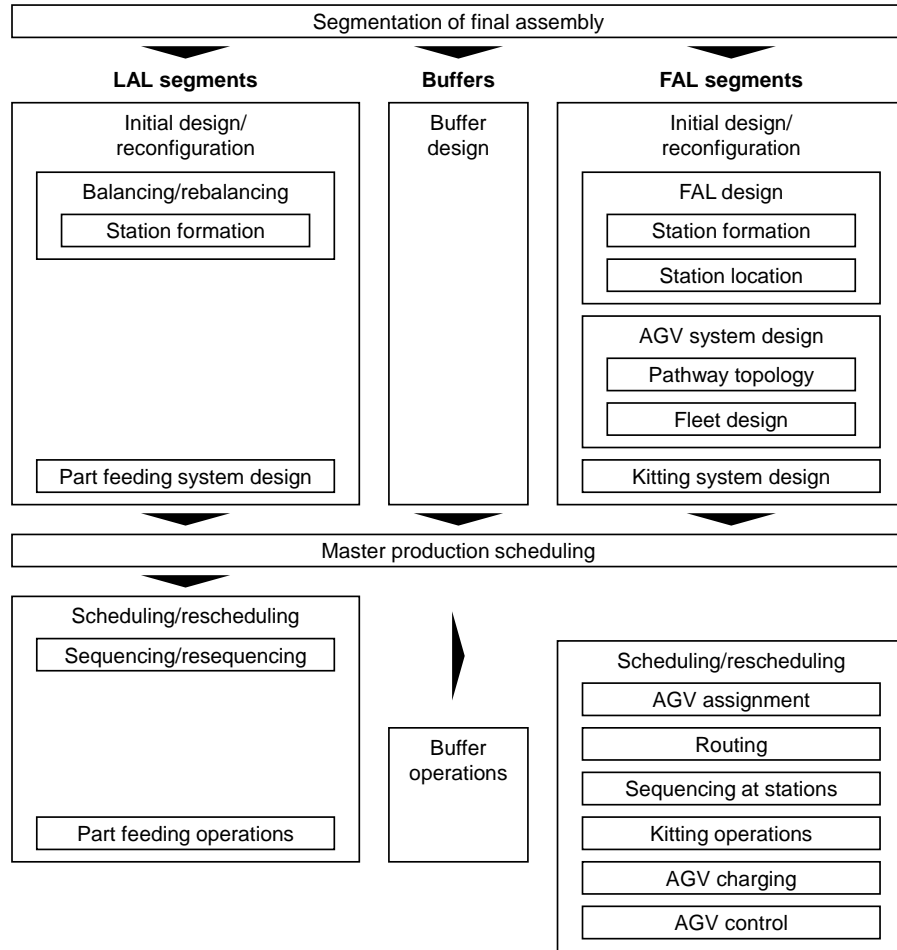 Segmentation of final assembly
LAL segments
Buffers
FAL segments
Initial design/
reconfiguration
Balancing/rebalancing
Station formation
Part feeding system design
Buffer
design
Initial design/
reconfiguration
FAL design
Station formation
Station location
AGV system design
Pathway topology
Fleet design
Kitting system design
Master production scheduling
Scheduling/rescheduling
Sequencing/resequencing
Part feeding operations
Buffer
operations
Scheduling/rescheduling
AGV assignment
Routing
Sequencing at stations
Kitting operations
AGV charging
AGV control